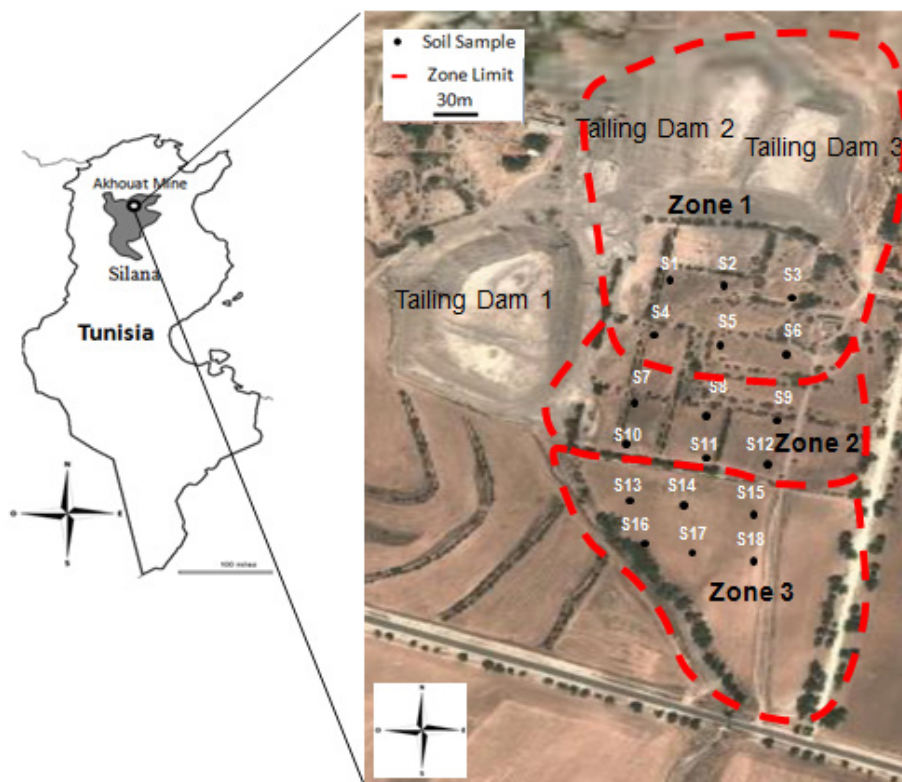 Akhouat Mine
Silana
Tunisia
N
O
E
S
100 miles
Soil Sample
Zone Limit
30m
Tailing Dam 2
Tailing Dam 3
Zone 1
S1
S2
S3
Tailing Dam 1
S4
S5
S6
S7
S8
S9
S10
S11
S12
Zone 2
S13
S14
S15
S16
S17
S18
Zone 3
N
O
E
S